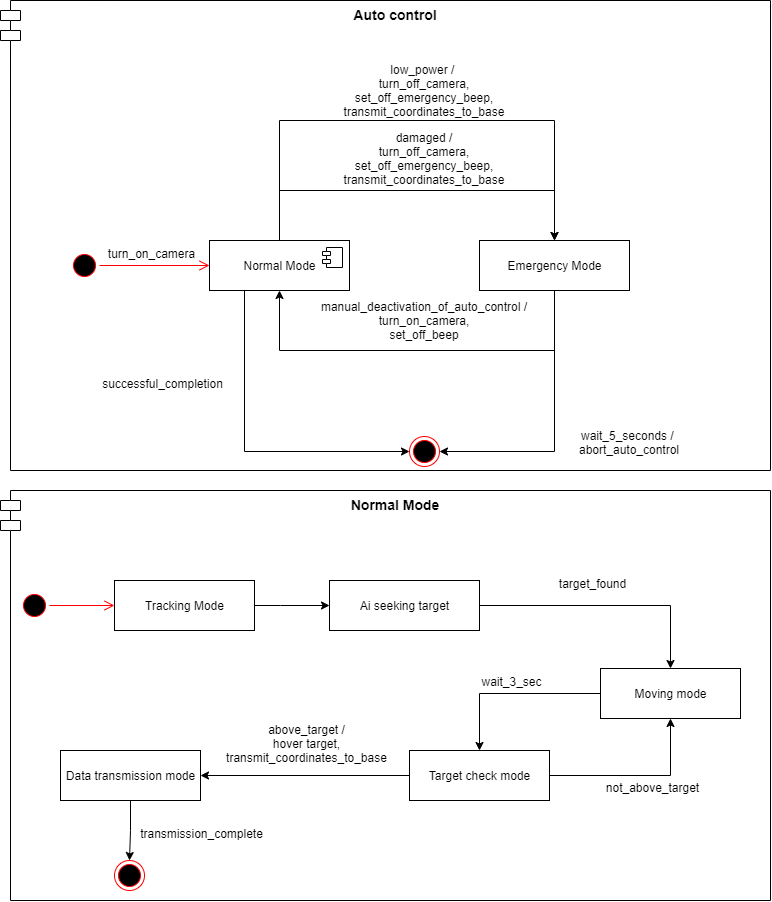 Auto control
low_power /
turn_off_camera,
set_off_emergency_beep,
transmit_coordinates_to_base
damaged /
turn_off_camera,
set_off_emergency_beep,
transmit_coordinates_to_base
turn_on_camera
Normal Mode
Emergency Mode
manual_deactivation_of_auto_control /
turn_on_camera,
set_off_beep
successful_completion
wait_5_seconds /
abort_auto_control
Normal Mode
Tracking Mode
Ai seeking target
target_found
Moving mode
wait_3_sec
above_target /
hover target,
transmit_coordinates_to_base
Data transmission mode
Target check mode
not_above_target
transmission_complete